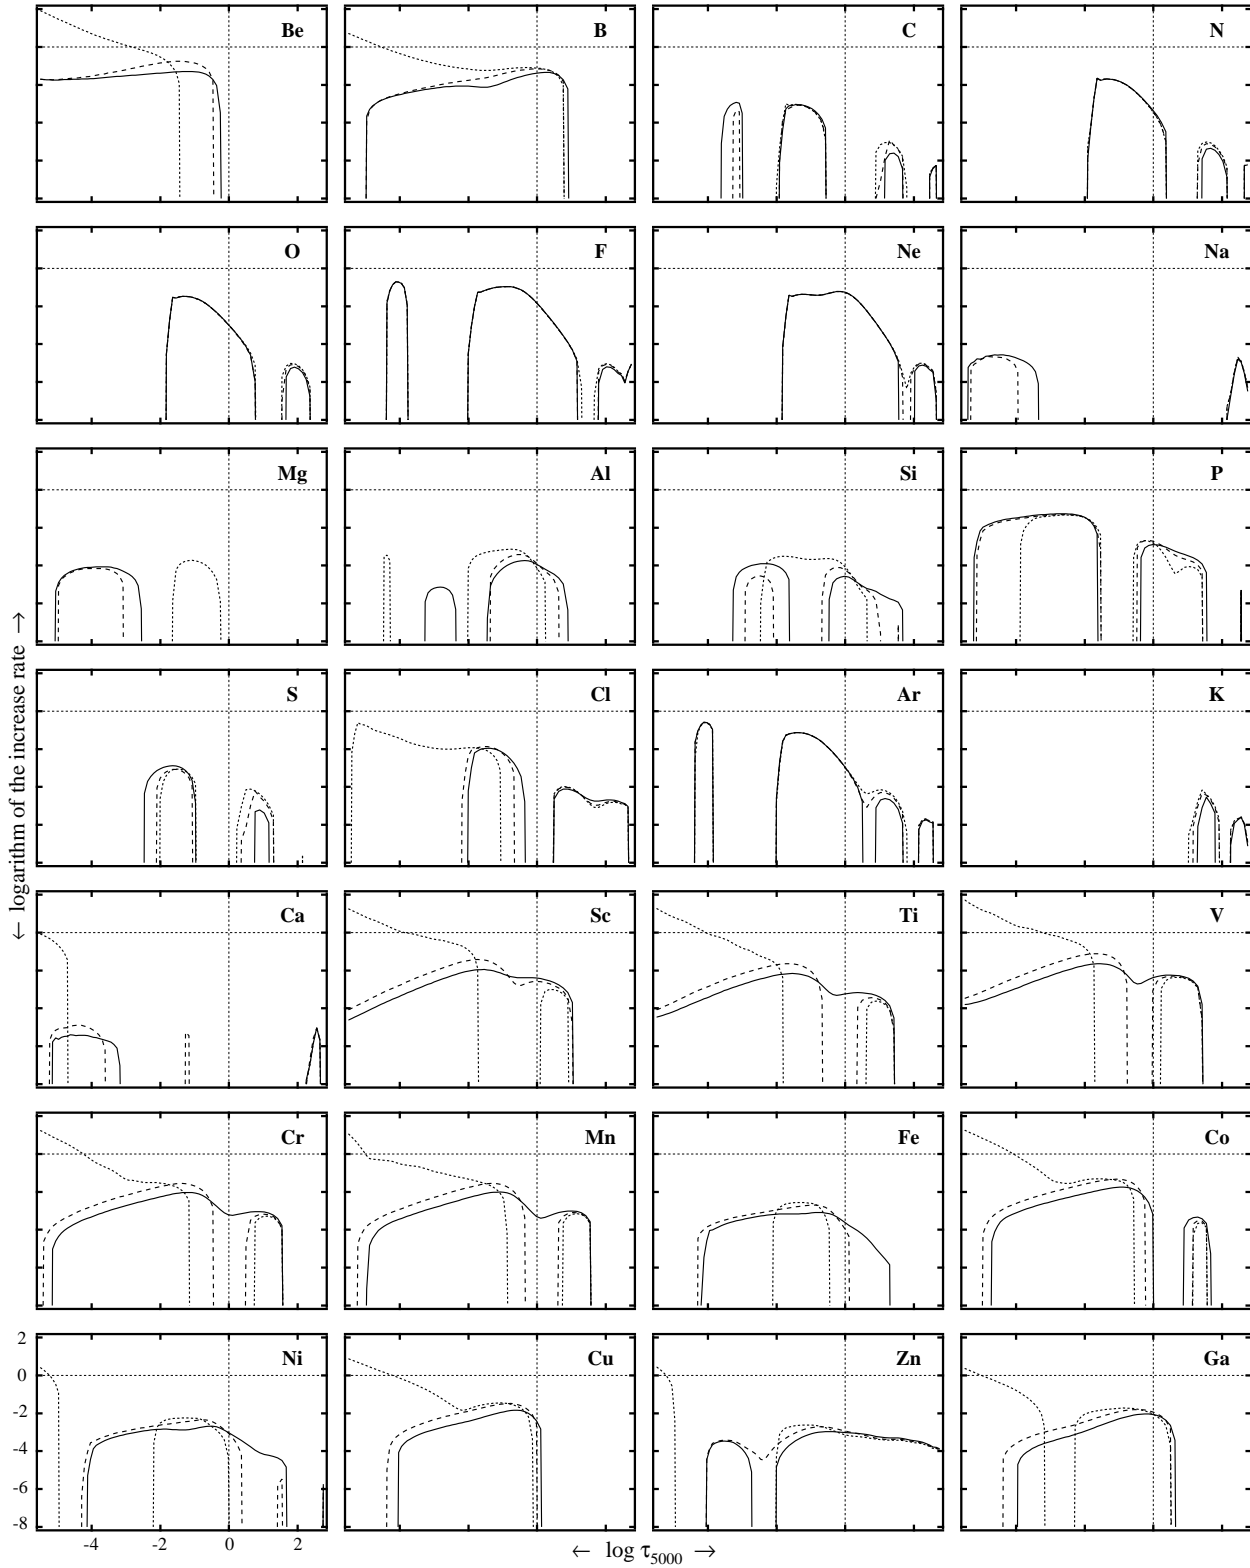 Be B C N
O F Ne Na
Mg Al Si P
S Cl Ar K
Ca Sc Ti V
Cr Mn Fe Co
Ni Cu Zn Ga
← logarithm of the increase rate →
2
0
-2
-4
-6
-8
-4 -2 0 2
← log τ5000 →